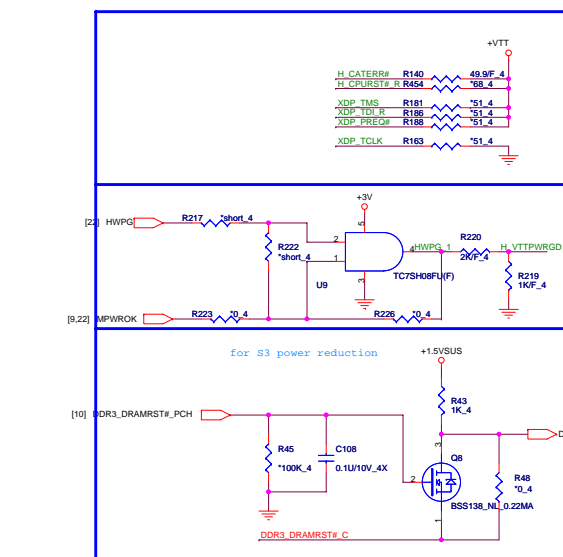 +VTT
H_CATERR# R140 49.9/F_4
H_CPURST#_R R454 *68_4
XDP_TMS R181 *51_4
XDP_TDI_R R186 *51_4
XDP_PREQ# R188 *51_4
XDP_TCLK R163 *51_4
+3V
[22] HWPG R217 *short_4
5
R220
2 4 HWPG_1 H_VTTPWRGD
R222
*short_4
1 2K/F_4
3 TC7SH08FU(F)
R219
1K/F_4
U9
[9,22] MPWROK R223 *0_4 R226 *0_4
for S3 power reduction
+1.5VSUS
R43
1K_4
[10] DDR3_DRAMRST#_PCH
D
3
R45 C108 Q8
*100K_4 0.1U/10V_4X
2
R48
*0_4
BSS138_NL_0.22MA
1
DDR3_DRAMRST#_C